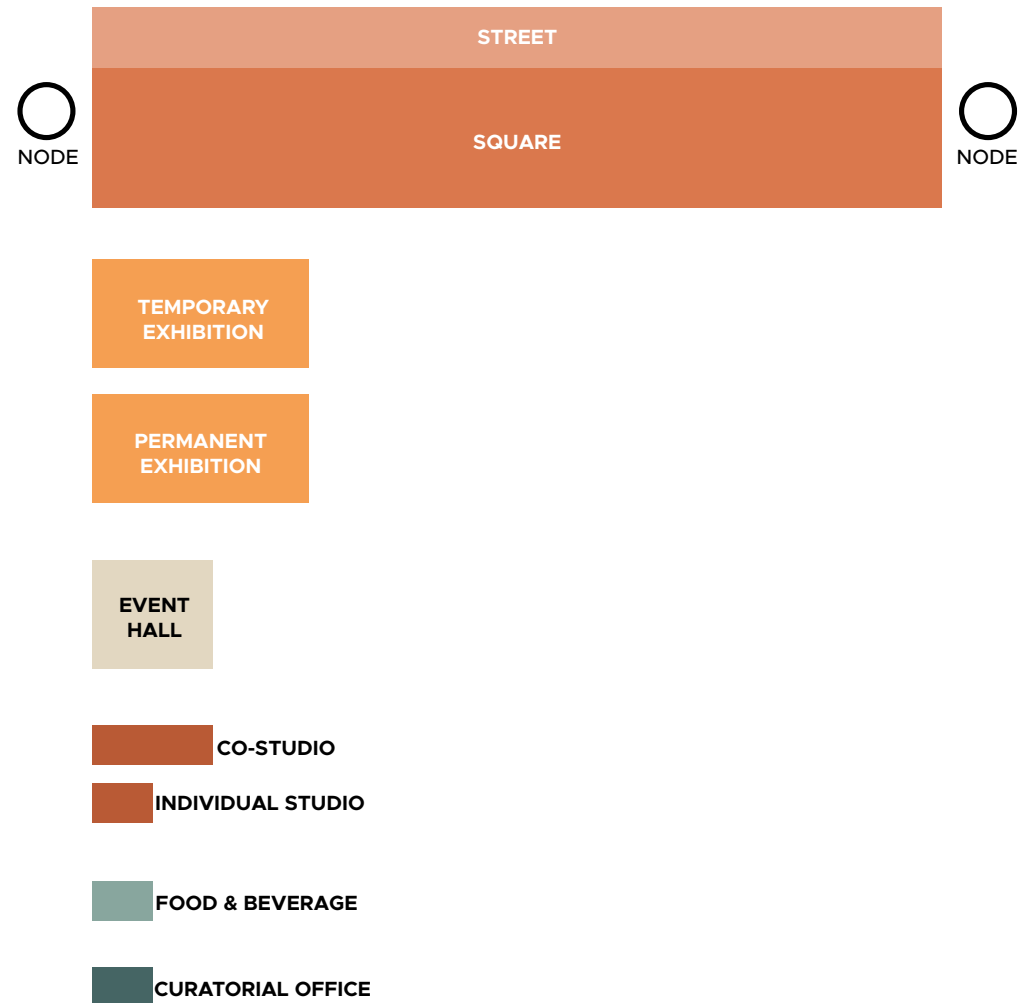 STREET
SQUARE
NODE
NODE
TEMPORARY
EXHIBITION
PERMANENT
EXHIBITION
EVENT
HALL
CO-STUDIO
INDIVIDUAL STUDIO
FOOD & BEVERAGE
CURATORIAL OFFICE